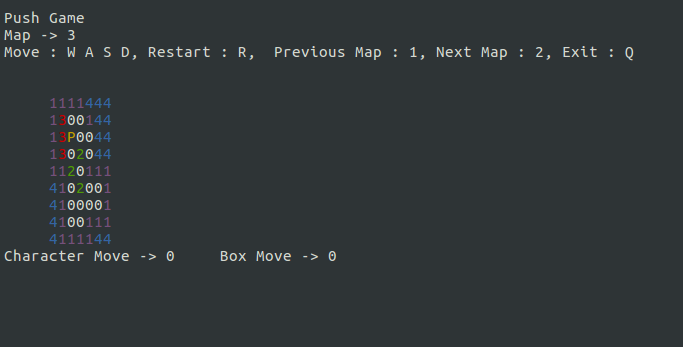 Push Game
Map -> 3
Move : W A S D, Restart : R,  Previous Map : 1, Next Map : 2, Exit : Q
1111444
1300144
13P0044
1302044
1120111
4102001
4100001
4100111
4111144
Character Move -> 0     Box Move -> 0